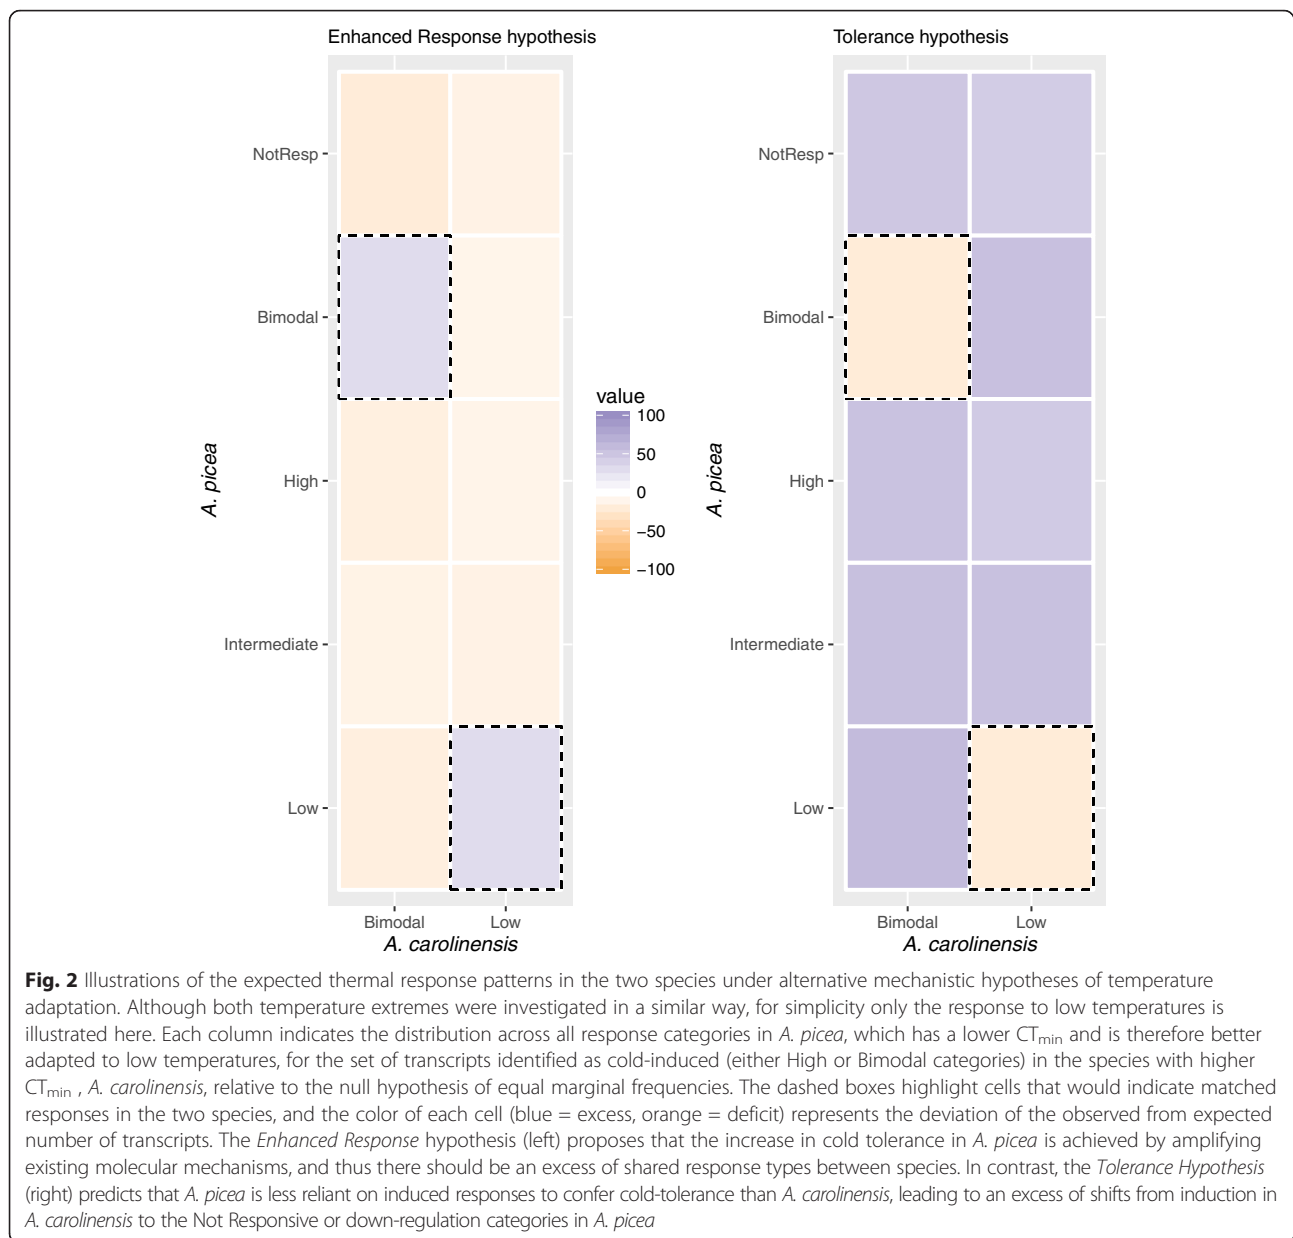 Enhanced Response hypothesis
Tolerance hypothesis
NotResp
Bimodal
High
Intermediate
Low
A. picea
Bimodal
Low
A. carolinensis
value
100
50
0
−50
−100
NotResp
Bimodal
High
Intermediate
Low
A. picea
Bimodal
Low
A. carolinensis
Fig. 2 Illustrations of the expected thermal response patterns in the two species under alternative mechanistic hypotheses of temperature
adaptation. Although both temperature extremes were investigated in a similar way, for simplicity only the response to low temperatures is
illustrated here. Each column indicates the distribution across all response categories in A. picea, which has a lower CTmin and is therefore better
adapted to low temperatures, for the set of transcripts identified as cold-induced (either High or Bimodal categories) in the species with higher
CTmin , A. carolinensis, relative to the null hypothesis of equal marginal frequencies. The dashed boxes highlight cells that would indicate matched
responses in the two species, and the color of each cell (blue = excess, orange = deficit) represents the deviation of the observed from expected
number of transcripts. The Enhanced Response hypothesis (left) proposes that the increase in cold tolerance in A. picea is achieved by amplifying
existing molecular mechanisms, and thus there should be an excess of shared response types between species. In contrast, the Tolerance Hypothesis
(right) predicts that A. picea is less reliant on induced responses to confer cold-tolerance than A. carolinensis, leading to an excess of shifts from induction in
A. carolinensis to the Not Responsive or down-regulation categories in A. picea